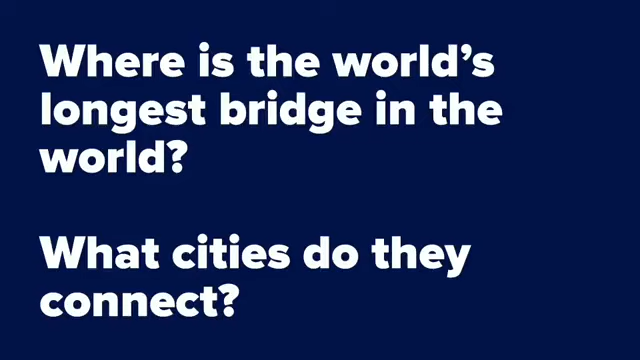 Where is the world’s
longest bridge in the
world?
What cities do they
connect?